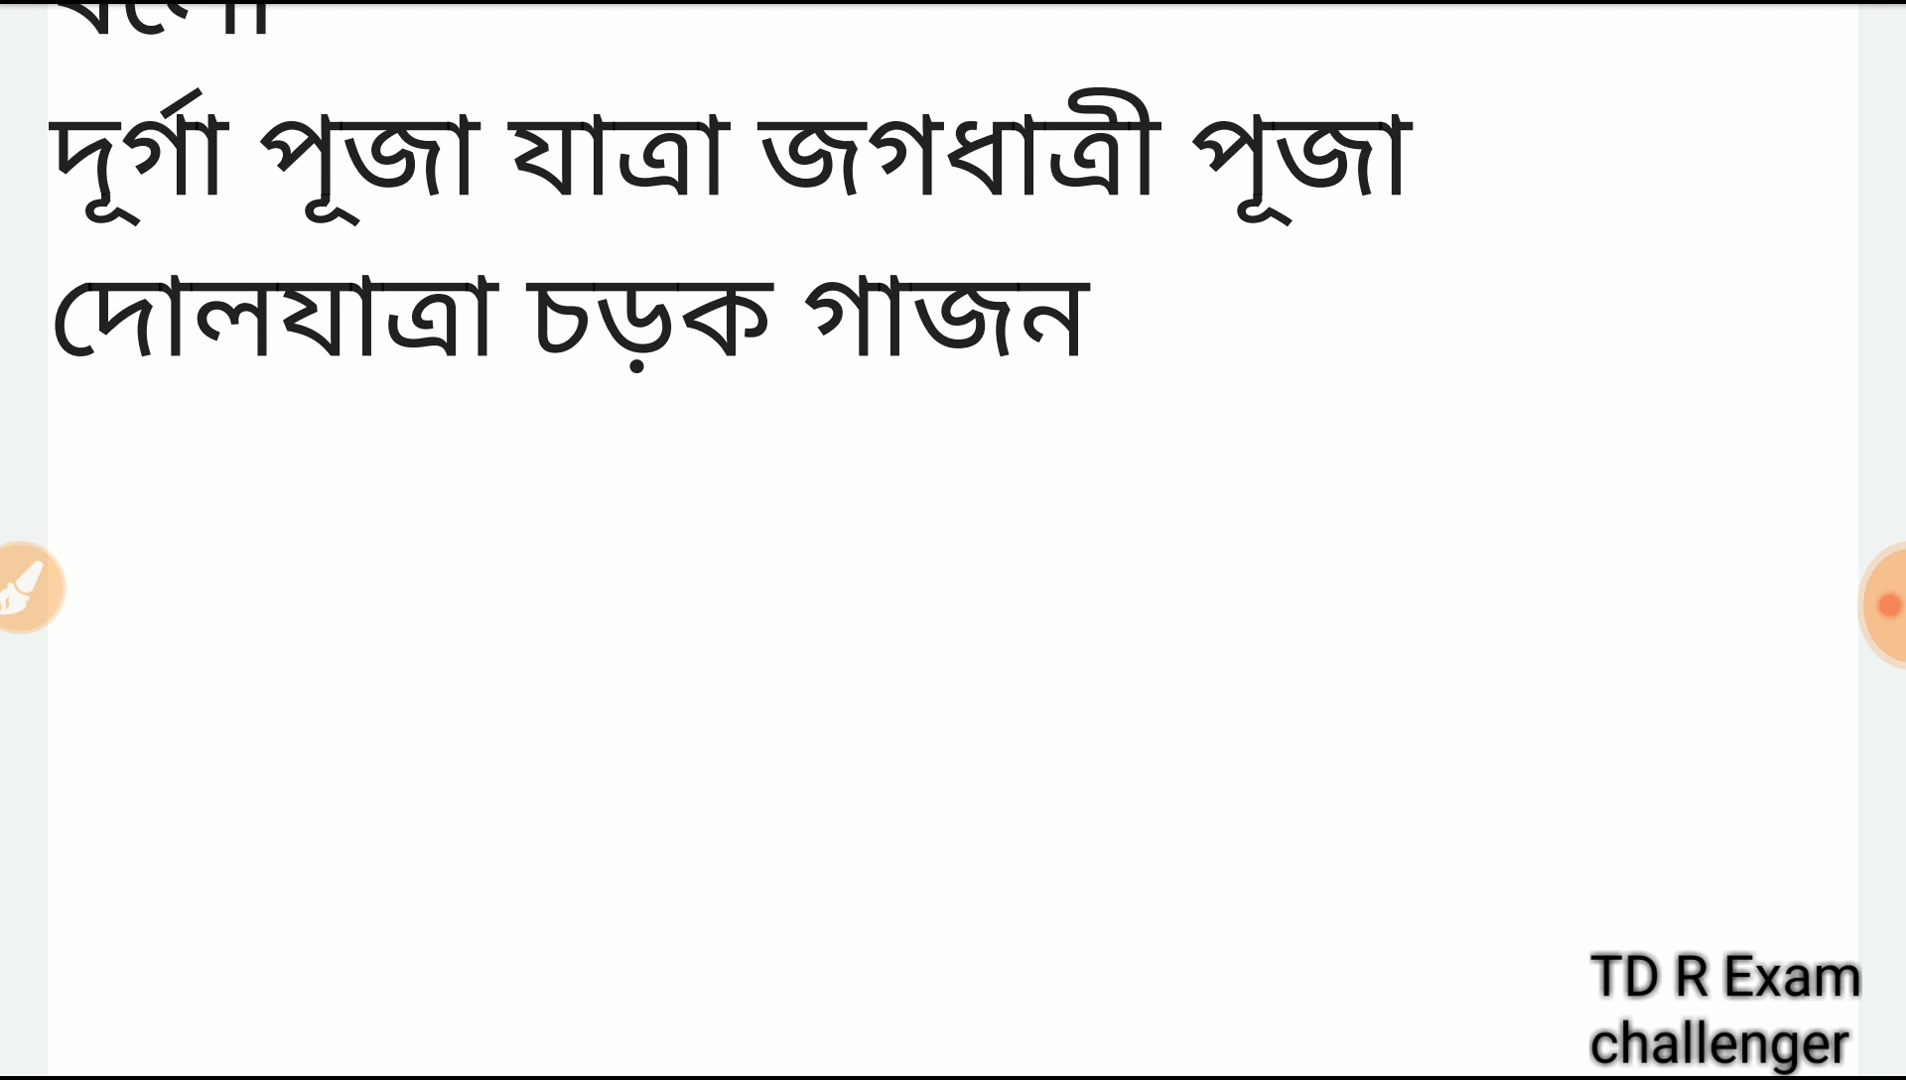 দূর্গা পূজা যাত্রা জগধাত্রী পূজা
দোলযাত্রা চড়ক গাজন
TD R Exam
challenger